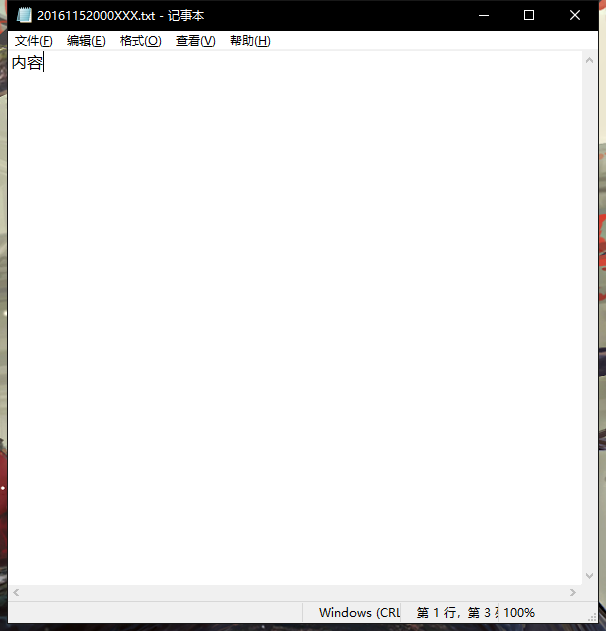 20161152000XXX.txt - 记事本
文件(F) 编辑(E) 格式(O) 查看(V) 帮助(H)
内容
Windows (CRL 第 1 行，第 3 100%